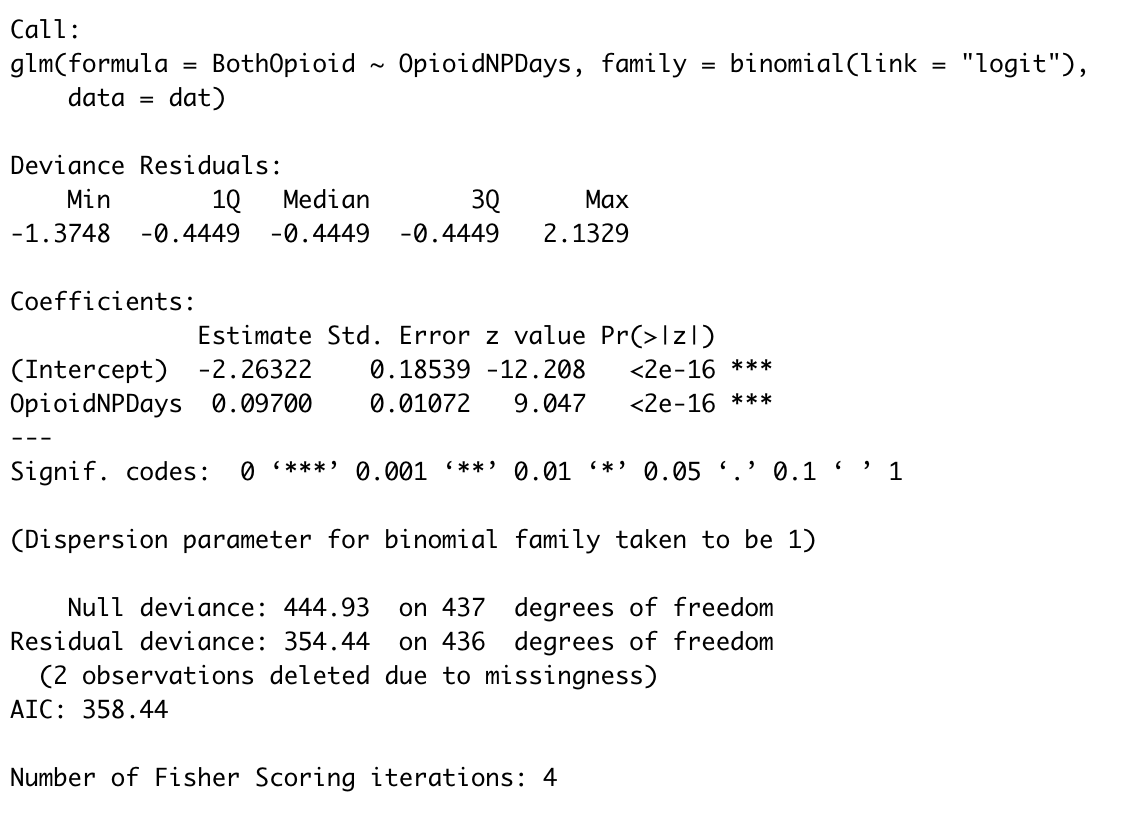 Call:
glm(formula = BothOpioid ~ OpioidNPDays, family = binomial(link = "logit"),
    data = dat)

Deviance Residuals:
    Min       1Q   Median       3Q      Max
-1.3748  -0.4449  -0.4449  -0.4449   2.1329

Coefficients:
             Estimate Std. Error z value Pr(>|z|)
(Intercept)  -2.26322    0.18539 -12.208   <2e-16 ***
OpioidNPDays  0.09700    0.01072   9.047   <2e-16 ***
---
Signif. codes:  0 ‘***’ 0.001 ‘**’ 0.01 ‘*’ 0.05 ‘.’ 0.1 ‘ ’ 1

(Dispersion parameter for binomial family taken to be 1)

    Null deviance: 444.93  on 437  degrees of freedom
Residual deviance: 354.44  on 436  degrees of freedom
  (2 observations deleted due to missingness)
AIC: 358.44

Number of Fisher Scoring iterations: 4